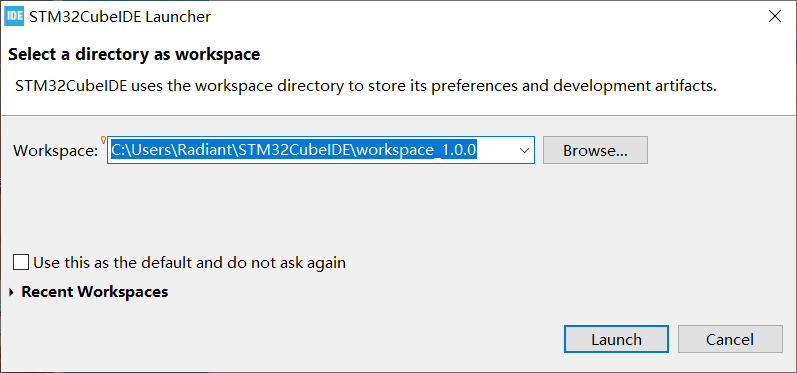 IDE STM32CubeIDE Launcher
Select a directory as workspace
STM32CubeIDE uses the workspace directory to store its preferences and development artifacts.
Workspace: C:\Users\Radiant\STM32CubeIDE\workspace_1.0.0 Browse...
Use this as the default and do not ask again
Recent Workspaces
Launch Cancel